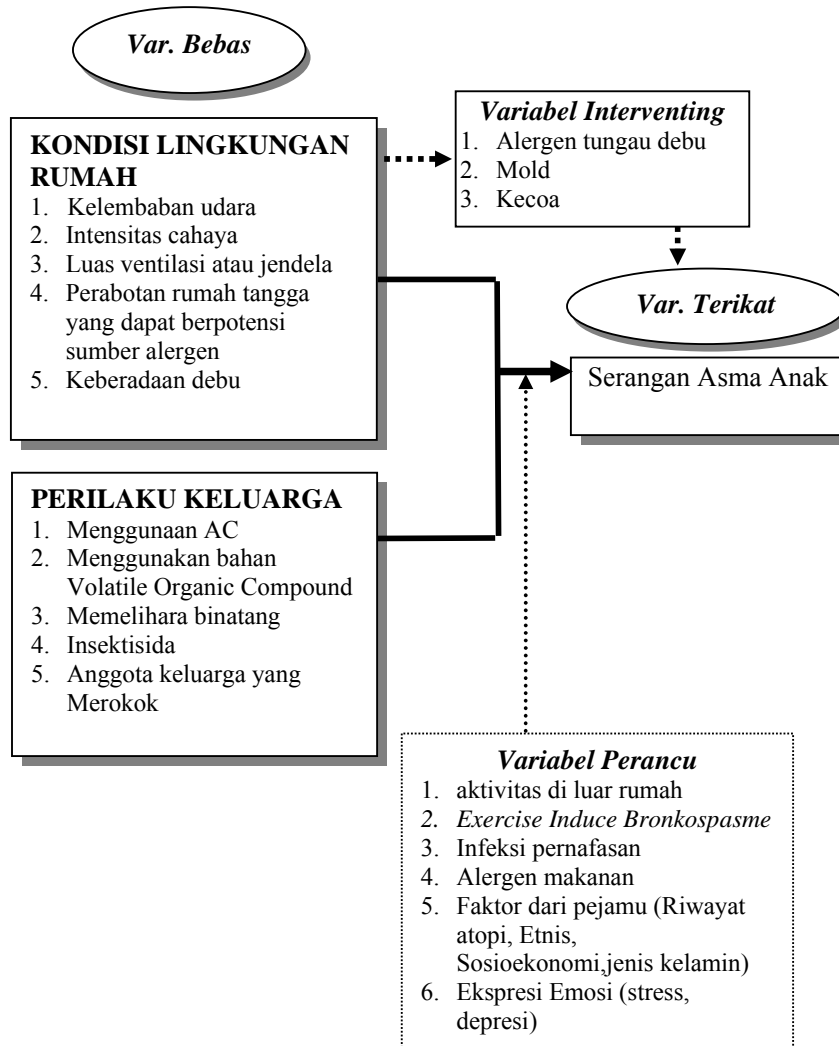 Var. Bebas
KONDISI LINGKUNGAN
RUMAH
1. Kelembaban udara
2. Intensitas cahaya
3. Luas ventilasi atau jendela
4. Perabotan rumah tangga
yang dapat berpotensi
sumber alergen
5. Keberadaan debu
Variabel Interventing
1. Alergen tungau debu
2. Mold
3. Kecoa
Var. Terikat
Serangan Asma Anak
PERILAKU KELUARGA
1. Menggunaan AC
2. Menggunakan bahan
Volatile Organic Compound
3. Memelihara binatang
4. Insektisida
5. Anggota keluarga yang
Merokok
Variabel Perancu
1. aktivitas di luar rumah
2. Exercise Induce Bronkospasme
3. Infeksi pernafasan
4. Alergen makanan
5. Faktor dari pejamu (Riwayat
atopi, Etnis,
Sosioekonomi,jenis kelamin)
6. Ekspresi Emosi (stress,
depresi)